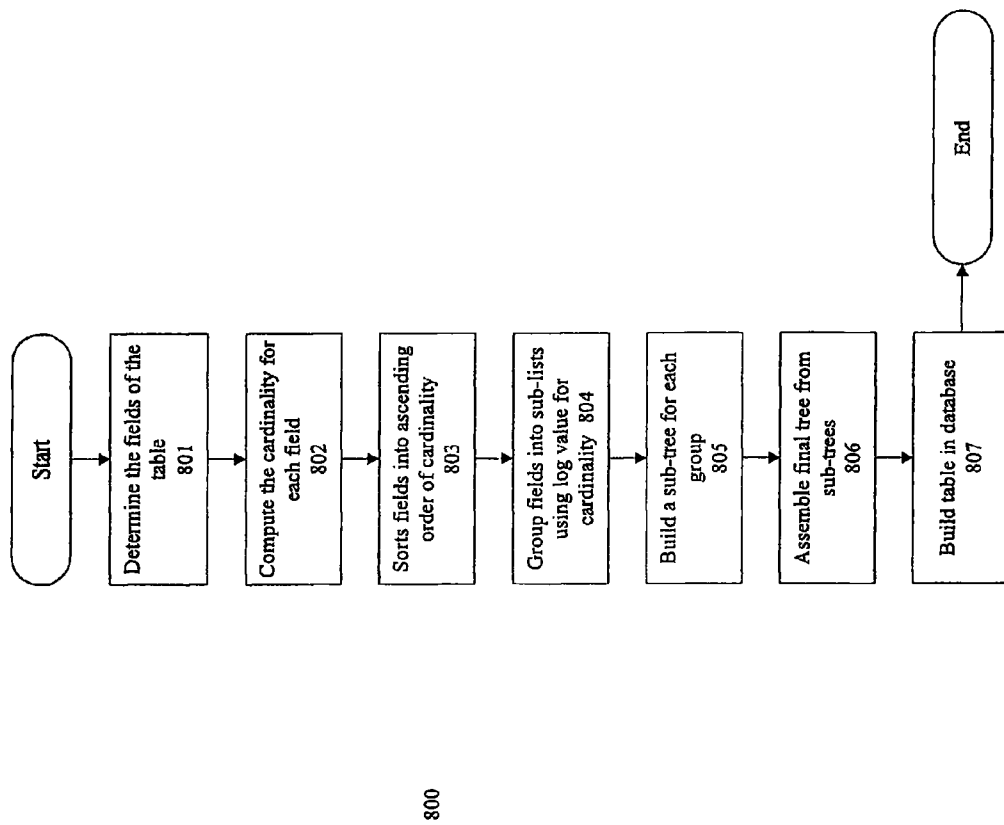 800
Start
Determine the fields of the
table
801
Compute the cardinality for
each field
802
Sorts fields into ascending
order of cardinality
803
Group fields into sub-lists
using log value for
cardinality 804
Build a sub-tree for each
group
805
Assemble final tree from
sub-trees
806
Build table in database
807
End